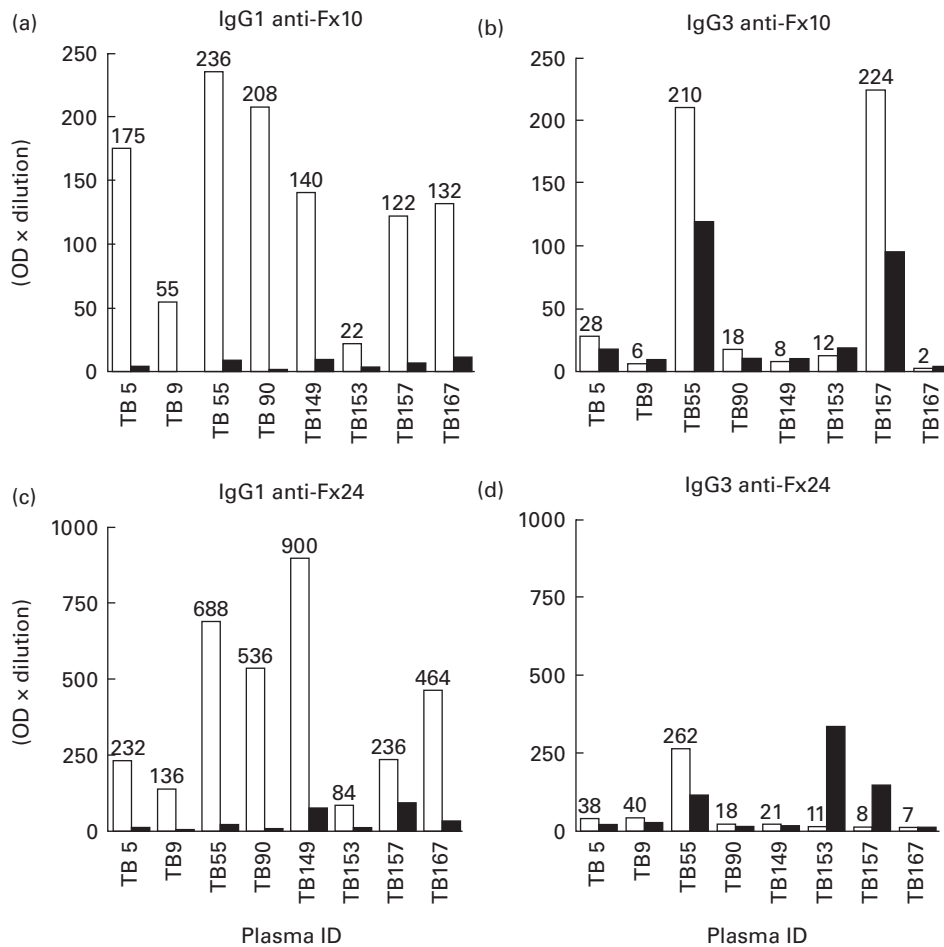 (a)
IgG1 anti-Fx10
(OD × dilution)
250
200
150
100
50
0
175
55
236
208
140
22
122
132
TB 5
TB 9
TB 55
TB 90
TB149
TB153
TB157
TB167
(b)
IgG3 anti-Fx10
250
200
150
100
50
0
28
6
210
18
8
12
224
2
TB 5
TB9
TB55
TB90
TB149
TB153
TB157
TB167
(c)
IgG1 anti-Fx24
(OD × dilution)
1000
750
500
250
0
232
136
688
536
900
84
236
464
TB 5
TB9
TB55
TB90
TB149
TB153
TB157
TB167
Plasma ID
(d)
IgG3 anti-Fx24
1000
750
500
250
0
38
40
262
18
21
11
8
7
TB 5
TB9
TB55
TB90
TB149
TB153
TB157
TB167
Plasma ID